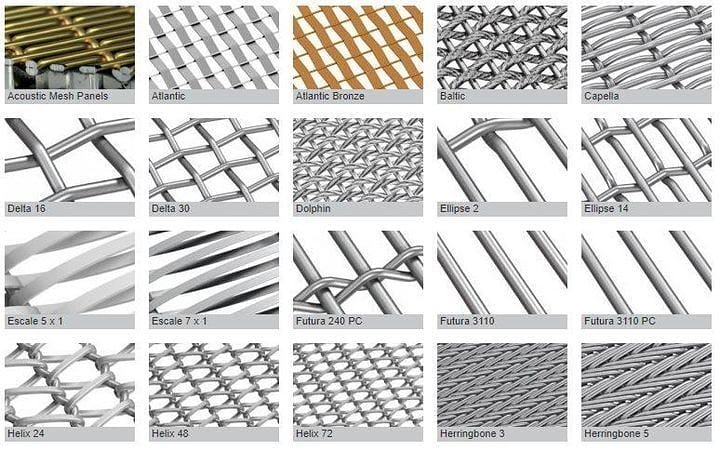 Acoustic Mesh Panels
Atlantic
Atlantic Bronze
Baltic
Capella
Delta 16
Delta 30
Dolphin
Ellipse 2
Ellipse 14
Escale 5 x 1
Escale 7 x 1
Futura 240 PC
Futura 3110
Futura 3110 PC
Helix 24
Helix 48
Helix 72
Herringbone 3
Herringbone 5